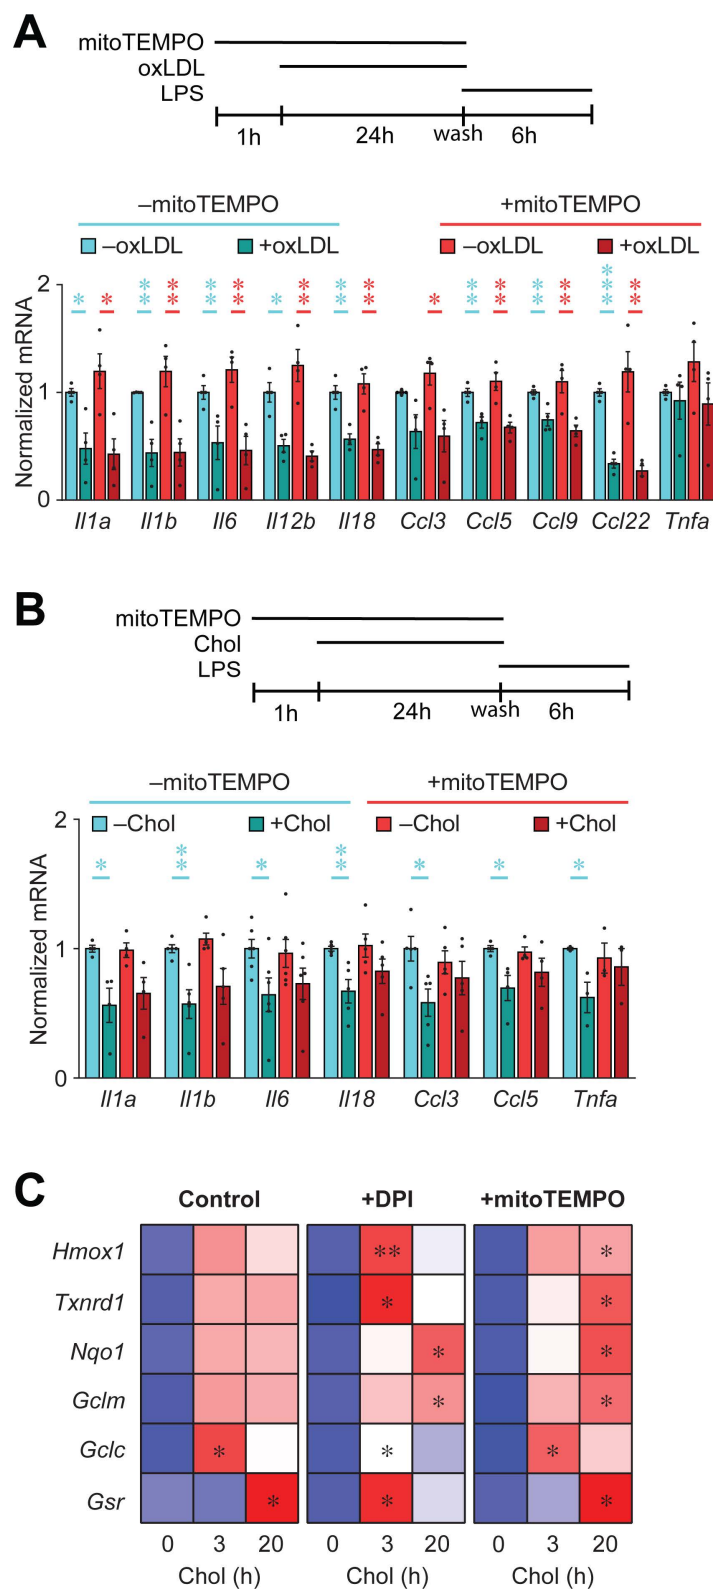 A
mitoTEMPO
oxLDL
LPS
1h 24h wash 6h
–mitoTEMPO +mitoTEMPO
–oxLDL +oxLDL –oxLDL +oxLDL
2
* * ** ** ** ** * ** ** ** * ** ** ** ** *** **
Normalized mRNA
1
0
Il1a Il1b Il6 Il12b Il18 Ccl3 Ccl5 Ccl9 Ccl22 Tnfa
B
mitoTEMPO
Chol
LPS
1h 24h wash 6h
–mitoTEMPO +mitoTEMPO
2
–Chol +Chol –Chol +Chol
* ** * ** * * *
Normalized mRNA
1
0
Il1a Il1b Il6 Il18 Ccl3 Ccl5 Tnfa
C
Control +DPI +mitoTEMPO
Hmox1 ** *
Txnrd1 * *
Nqo1 * *
Gclm * *
Gclc * * *
Gsr * * *
0 3 20 0 3 20 0 3 20
Chol (h) Chol (h) Chol (h)